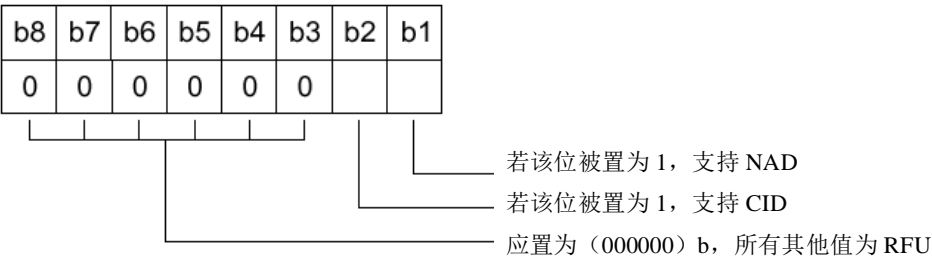 b8 b7 b6 b5 b4 b3 b2 b1
0 0 0 0 0 0
若该位被置为 1，支持 NAD
若该位被置为 1，支持 CID
应置为（000000）b，所有其他值为 RFU